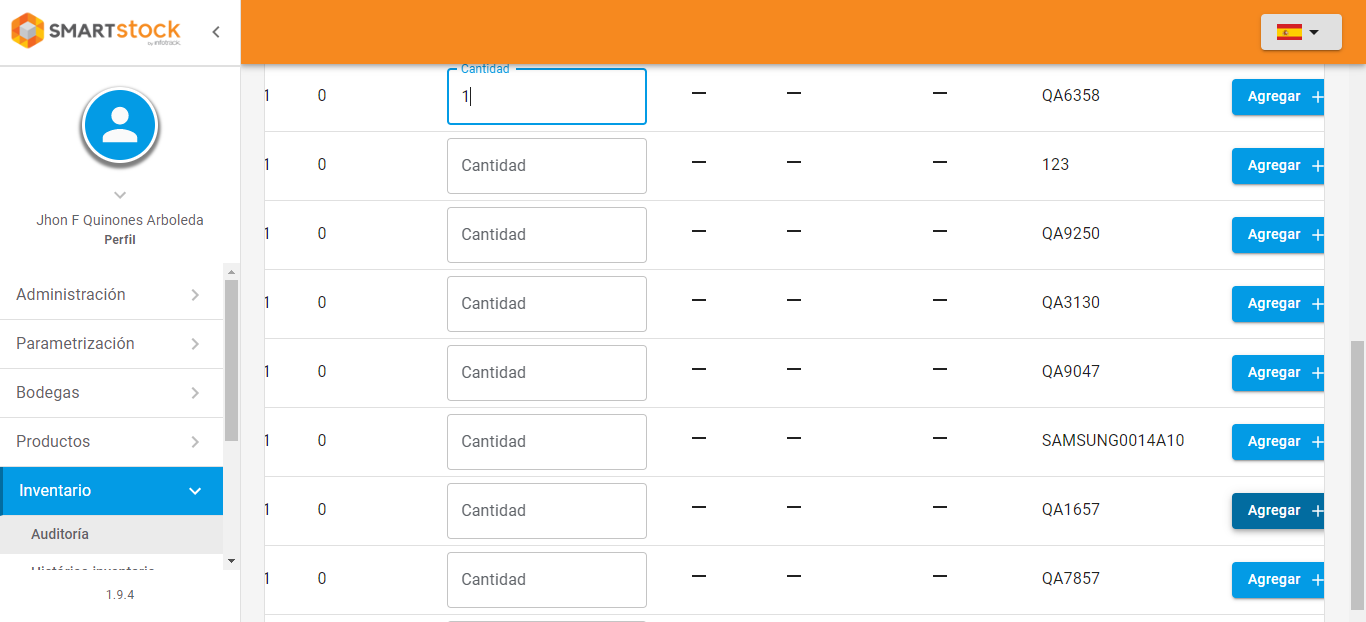 SMARTstock
by infotrack.
Jhon F Quinones Arboleda
Perfil
Administración
Parametrización
Bodegas
Productos
Inventario
Auditoría
Histórico inventario
1.9.4
Cantidad
1 0 1 — — — QA6358 Agregar +
1 0 Cantidad — — — 123 Agregar +
1 0 Cantidad — — — QA9250 Agregar +
1 0 Cantidad — — — QA3130 Agregar +
1 0 Cantidad — — — QA9047 Agregar +
1 0 Cantidad — — — SAMSUNG0014A10 Agregar +
1 0 Cantidad — — — QA1657 Agregar +
1 0 Cantidad — — — QA7857 Agregar +